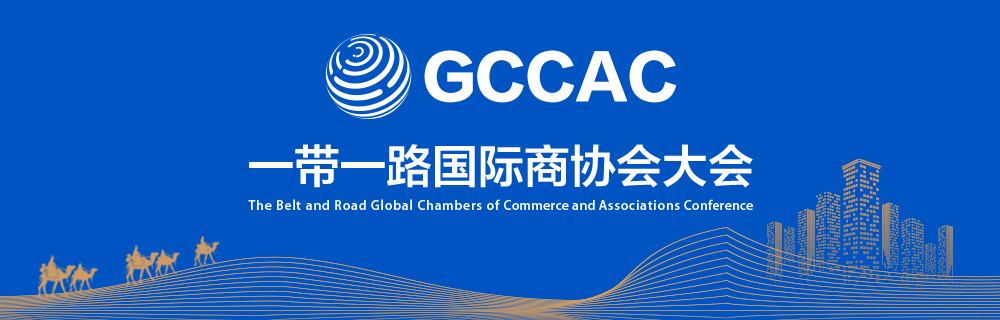 GCCAC
一带一路国际商协会大会
The Belt and Road Global Chambers of Commerce and Associations Conference